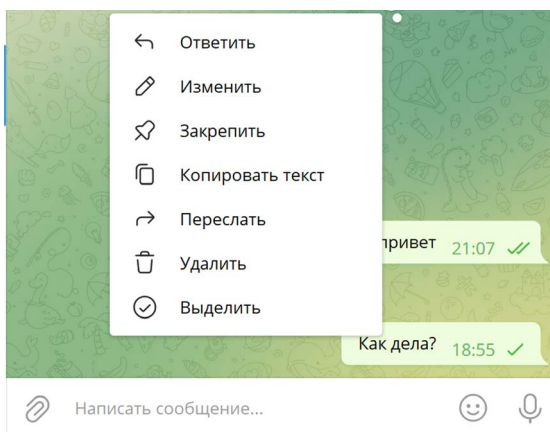 Ответить
Изменить
Закрепить
Копировать текст
Переслать
Удалить
Выделить
привет 21:07
Как дела? 18:55
Написать сообщение...